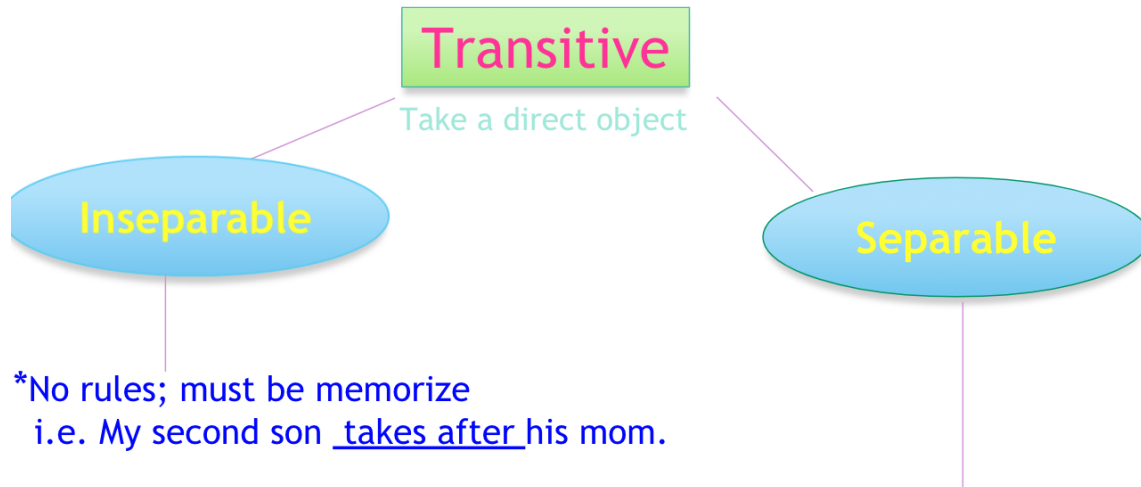 Transitive
Take a direct object
Inseparable
Separable
*No rules; must be memorize
i.e. My second son takes after his mom.